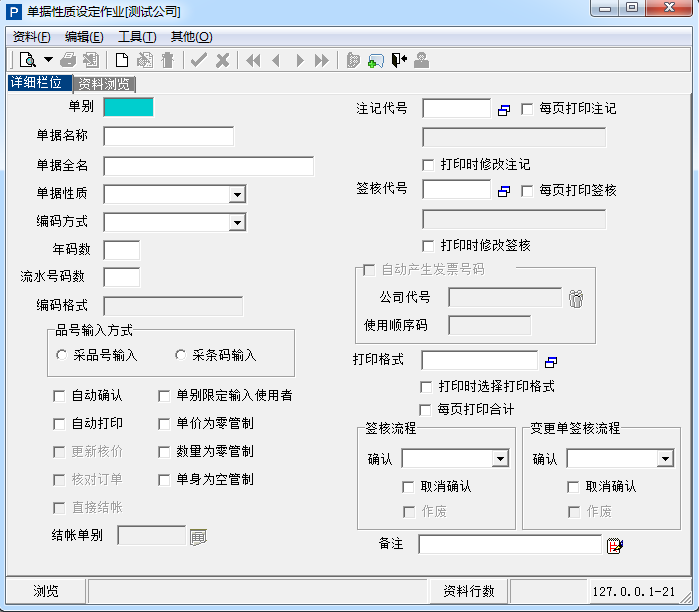 单据性质设定作业[测试公司]
资料(F) 编辑(E) 工具(T) 其他(O)
详细栏位 资料浏览
单别
单据名称
单据全名
单据性质
编码方式
年码数
流水号码数
编码格式
品号输入方式
采品号输入 采条码输入
自动确认 单别限定输入使用者
自动打印 单价为零管制
更新核价 数量为零管制
核对订单 单身为空管制
直接结帐
结帐单别
注记代号 每页打印注记
打印时修改注记
签核代号 每页打印签核
打印时修改签核
自动产生发票号码
公司代号
使用顺序码
打印格式
打印时选择打印格式
每页打印合计
签核流程 变更单签核流程
确认 确认
取消确认 取消确认
作废 作废
备注
浏览 资料行数 127.0.0.1-21